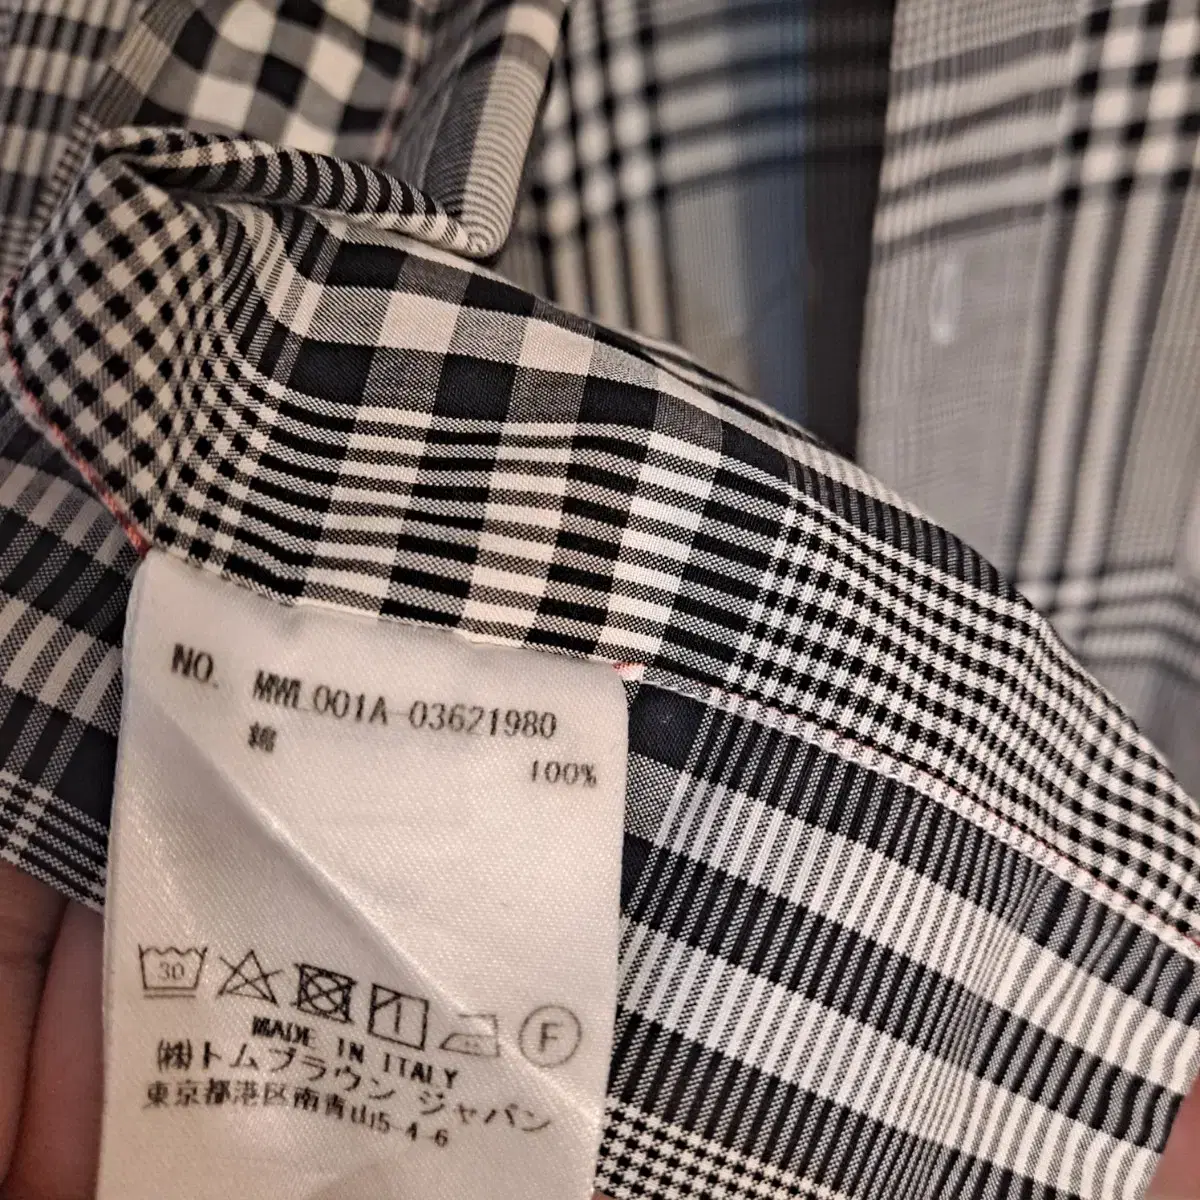 NO. MWL001A-03621980
綿 100%
30
F
MADE IN ITALY
㈱トムブラウン ジャパン
東京都港区南青山5-4-6